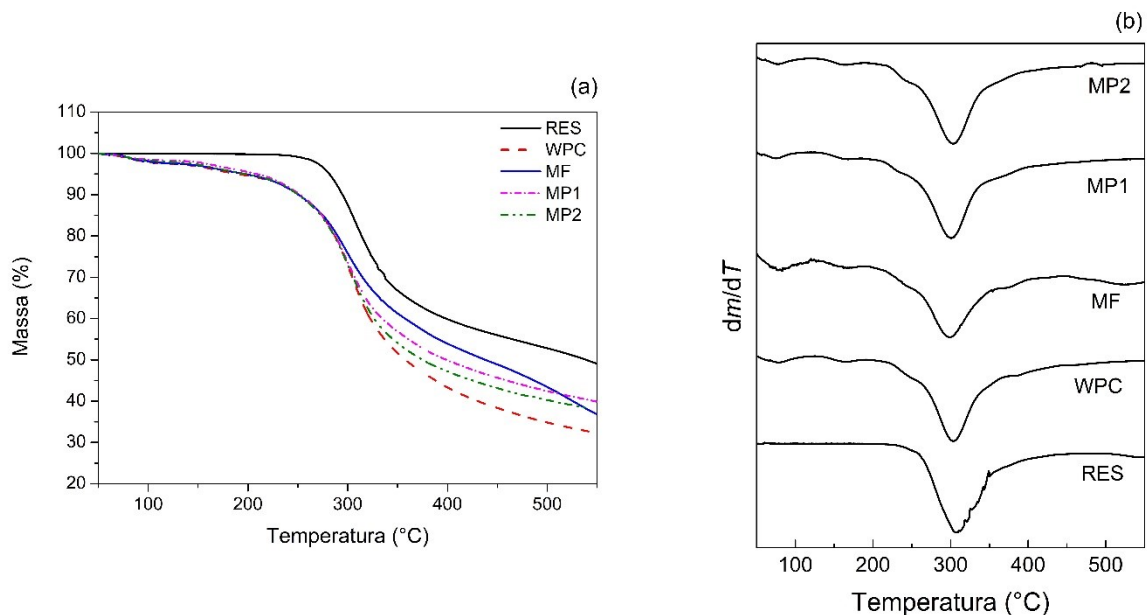 (a)
110
100
90
80
70
60
50
40
30
20
Massa (%)
RES
WPC
MF
MP1
MP2
100 200 300 400 500
Temperatura (°C)
(b)
dm/dT
MP2
MP1
MF
WPC
RES
100 200 300 400 500
Temperatura (°C)